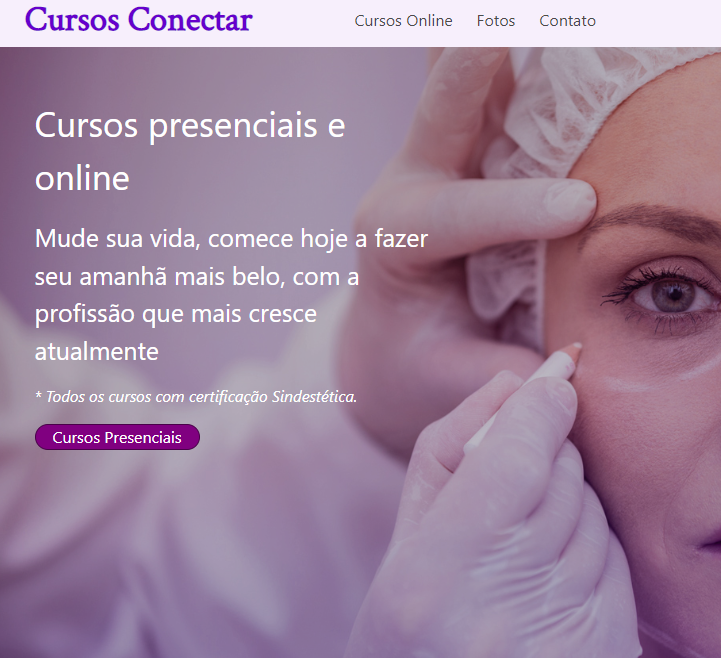 Cursos Conectar
Cursos Online Fotos Contato
Cursos presenciais e
online
Mude sua vida, comece hoje a fazer
seu amanhã mais belo, com a
profissão que mais cresce
atualmente
* Todos os cursos com certificação Sindestética.
Cursos Presenciais